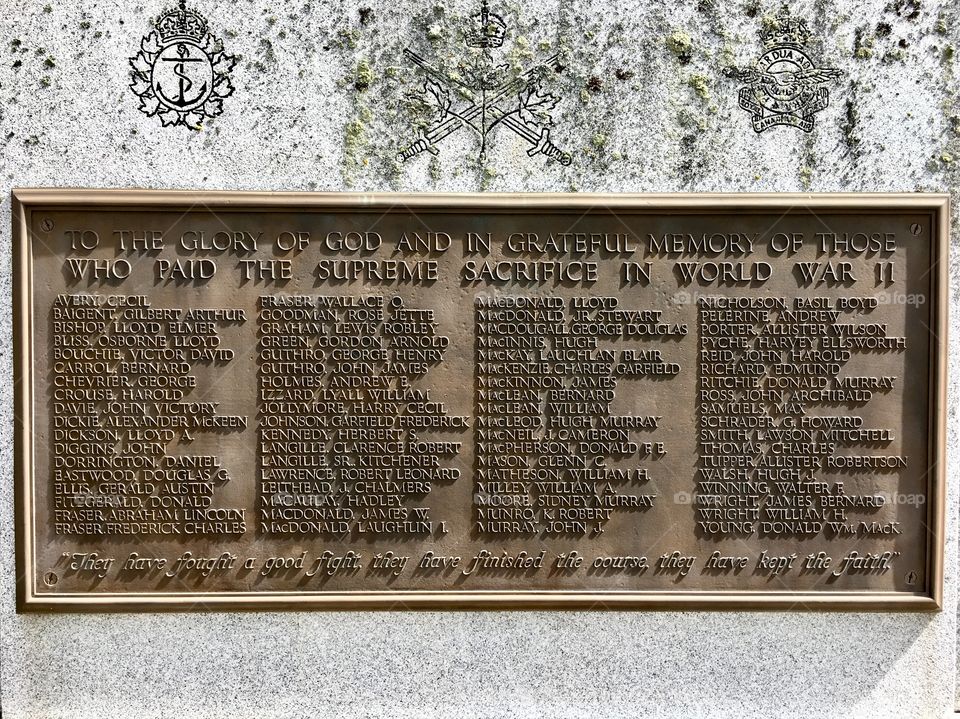 TO THE GLORY OF GOD AND IN GRATEFUL MEMORY OF THOSE
WHO PAID THE SUPREME SACRIFICE IN WORLD WAR II
AVERY, CECIL
BAIGENT, GILBERT ARTHUR
BISHOP, LLOYD ELMER
BLISS, OSBORNE LLOYD
BOUCHIE, VICTOR DAVID
CARROL, BERNARD
CHEVRIER, GEORGE
CROUSE, HAROLD
DAVIE, JOHN VICTORY
DICKIE, ALEXANDER McKEEN
DICKSON, LLOYD A.
DIGGINS, JOHN
DORRINGTON, DANIEL
EASTWOOD, DOUGLAS G.
ELLS, GERALD AUSTIN
FITZGERALD, DONALD
FRASER, ABRAHAM LINCOLN
FRASER, FREDERICK CHARLES
FRASER, WALLACE O.
GOODMAN, ROSE JETTE
GRAHAM, LEWIS ROBLEY
GREEN, GORDON ARNOLD
GUTHRO, GEORGE HENRY
GUTHRO, JOHN JAMES
HOLMES, ANDREW
IZZARD, LYALL WILLIAM
JOLLYMORE, HARRY CECIL
JOHNSON, GARFIELD FREDERICK
KENNEDY, HERBERT S.
LANGILLE, CLARENCE ROBERT
LANGILLE, SR. KITCHENER
LAWRENCE, ROBERT LEONARD
LEITHEAD, J. CHALMERS
MACAULAY, HADLEY
MACDONALD, JAMES W.
MacDONALD, LAUGHLIN I.
MACDONALD, LLOYD
MacDONALD, JR. STEWART
MACDOUGALL, GEORGE DOUGLAS
MacINNIS, HUGH
MacKAY, LAUCHLAN BLAIR
MacKENZIE, CHARLES GARFIELD
MacKINNON, JAMES
MacLEAN, BERNARD
MacLEAN, WILLIAM
MacLEOD, HUGH MURRAY
MacNEIL, J. CAMERON
MacPHERSON, DONALD F.E.
MASON, GLENN C.
MATHESON, WILLIAM H.
MILLEY, WILLIAM A.
MOORE, SIDNEY MURRAY
MUNRO, K. ROBERT
MURRAY, JOHN J.
NICHOLSON, BASIL BOYD
PELERINE, ANDREW
PORTER, ALLISTER WILSON
PYCHE, HARVEY ELLSWORTH
REID, JOHN HAROLD
RICHARD, EDMUND
RITCHIE, DONALD MURRAY
ROSS, JOHN ARCHIBALD
SAMUELS, MAX
SCHRADER, G. HOWARD
SMITH, LAWSON MITCHELL
THOMAS, CHARLES
TUPPER, ALLISTER ROBERTSON
WALSH, HUGH J.
WINNING, WALTER B.
WRIGHT, JAMES BERNARD
WRIGHT, WILLIAM H.
YOUNG, DONALD WM. MacK.
"They have fought a good fight, they have finished the course, they have kept the faith."
foap
foap
foap
foap
foap
foap